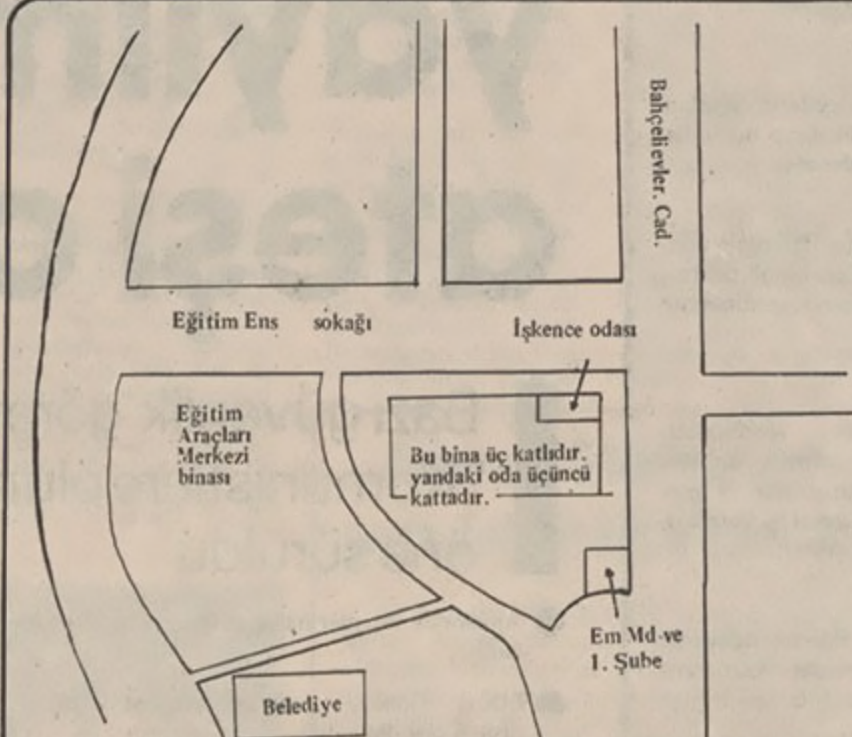 Bahçelievler. Cad.
Eğitim Ens sokağı
İşkence odası
Eğitim
Araçları
Merkezi
binası
Bu bina üç katlıdır.
yandaki oda üçüncü
kattadır.
Em Md-ve
1. Şube
Belediye